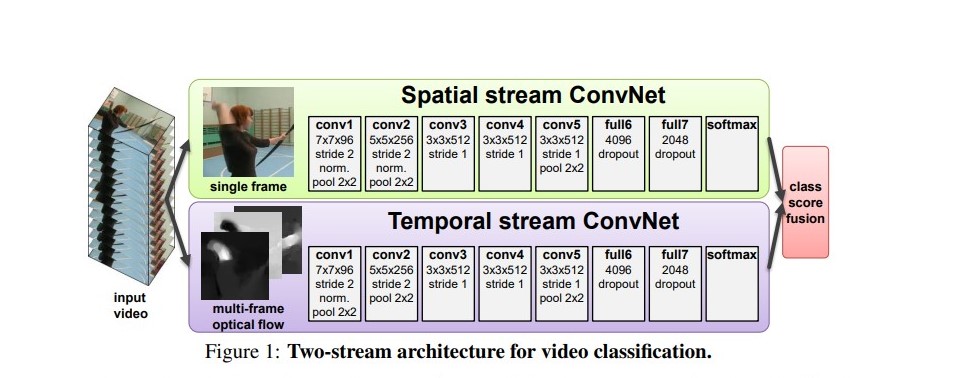 Spatial stream ConvNet
single frame
conv1
7x7x96
stride 2
norm.
pool 2x2
conv2
5x5x256
stride 2
norm.
pool 2x2
conv3
3x3x512
stride 1
conv4
3x3x512
stride 1
conv5
3x3x512
stride 1
pool 2x2
full6
4096
dropout
full7
2048
dropout
softmax
Temporal stream ConvNet
multi-frame
optical flow
conv1
7x7x96
stride 2
norm.
pool 2x2
conv2
5x5x256
stride 2
pool 2x2
conv3
3x3x512
stride 1
conv4
3x3x512
stride 1
conv5
3x3x512
stride 1
pool 2x2
full6
4096
dropout
full7
2048
dropout
softmax
input
video
class
score
fusion
Figure 1: Two-stream architecture for video classification.